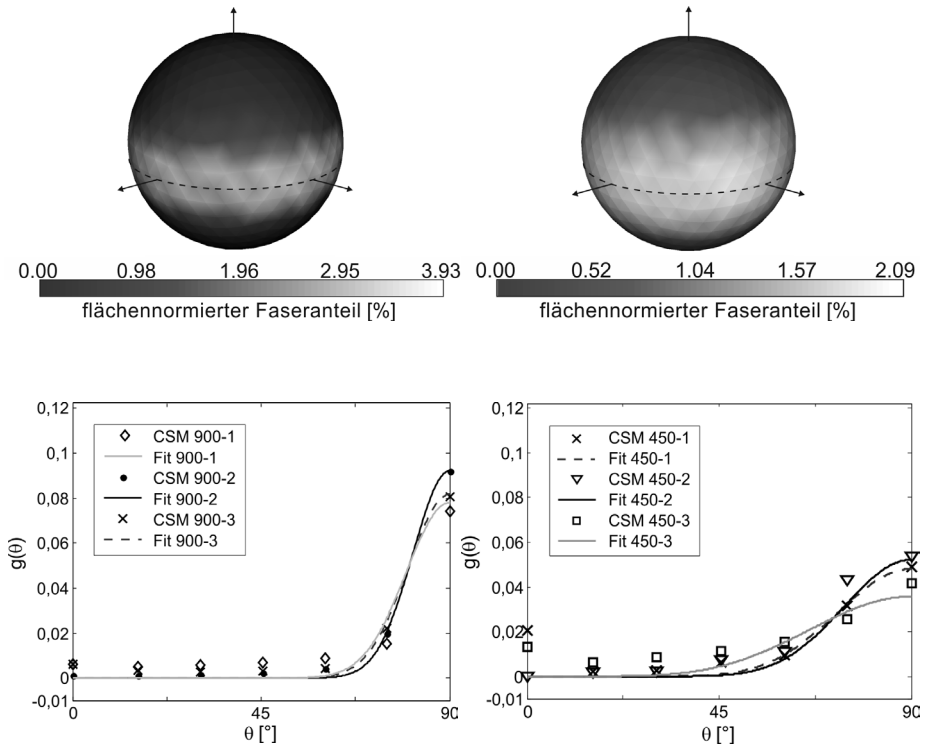 0.00 0.98 1.96 2.95 3.93
flächennormierter Faseranteil [%]
0.00 0.52 1.04 1.57 2.09
flächennormierter Faseranteil [%]
0,12
0,1
0,08
0,06
0,04
0,02
0
-0,01
g(θ)
CSM 900-1
Fit 900-1
CSM 900-2
Fit 900-2
CSM 900-3
Fit 900-3
0 45 90
θ [°]
0,12
0,1
0,08
0,06
0,04
0,02
0
-0,01
g(θ)
CSM 450-1
Fit 450-1
CSM 450-2
Fit 450-2
CSM 450-3
Fit 450-3
0 45 90
θ [°]